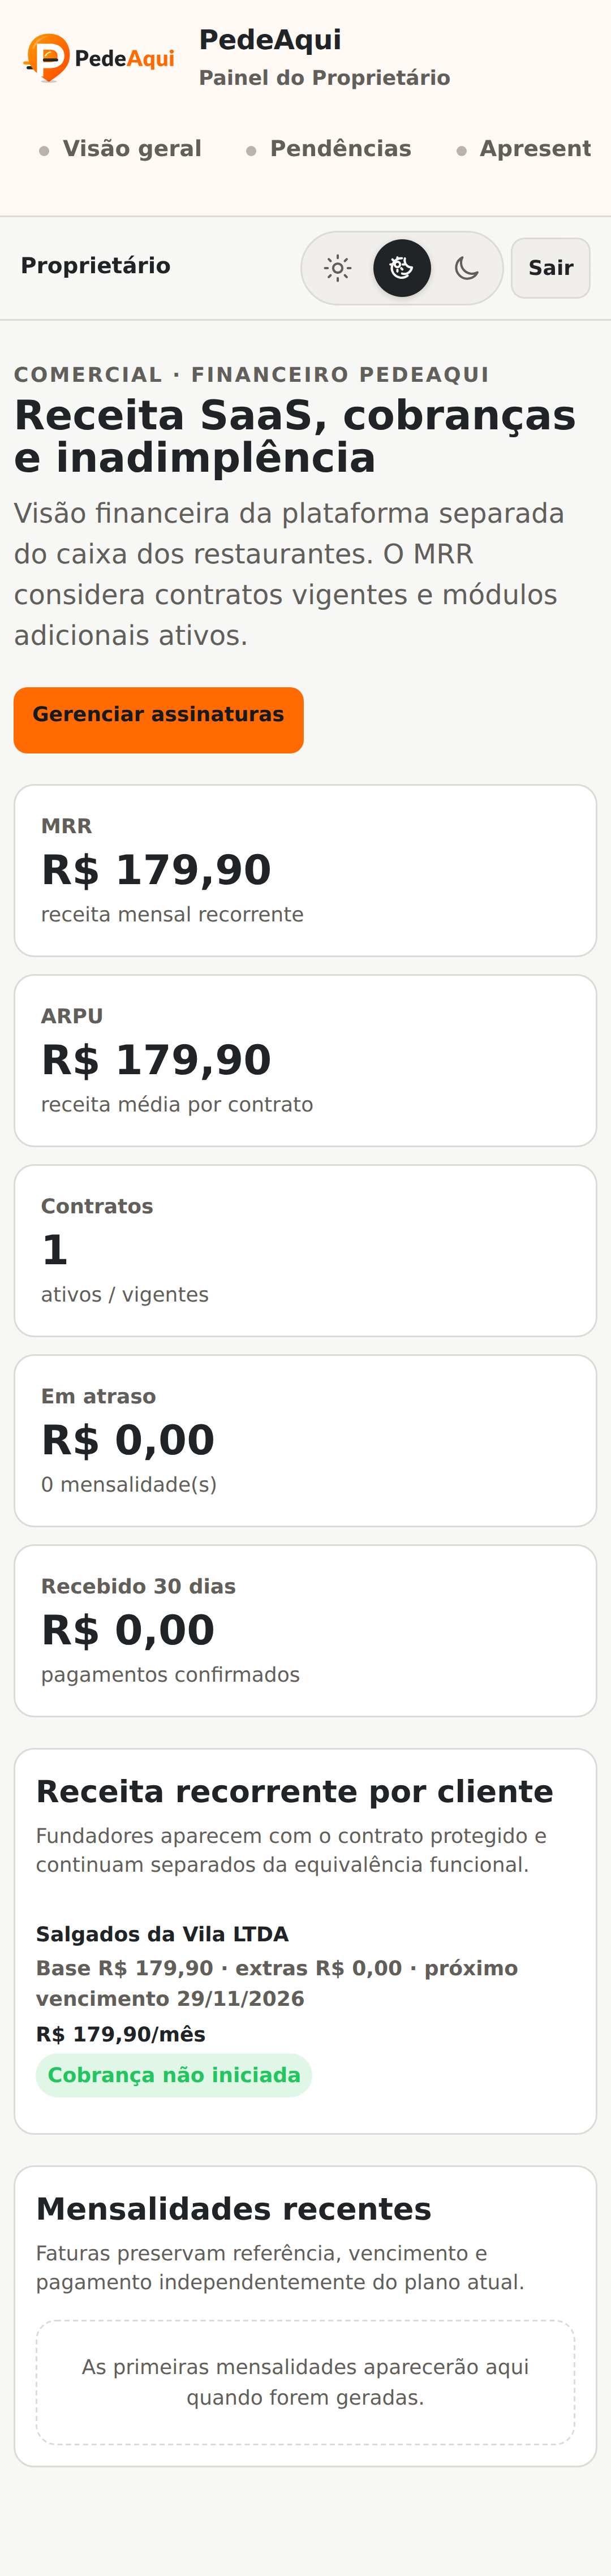 PedeAqui
PedeAqui
Painel do Proprietário
Visão geral
Pendências
Apresent
Proprietário
Sair
COMERCIAL · FINANCEIRO PEDEAQUI
Receita SaaS, cobranças
e inadimplência
Visão financeira da plataforma separada
do caixa dos restaurantes. O MRR
considera contratos vigentes e módulos
adicionais ativos.
Gerenciar assinaturas
MRR
R$ 179,90
receita mensal recorrente
ARPU
R$ 179,90
receita média por contrato
Contratos
1
ativos / vigentes
Em atraso
R$ 0,00
0 mensalidade(s)
Recebido 30 dias
R$ 0,00
pagamentos confirmados
Receita recorrente por cliente
Fundadores aparecem com o contrato protegido e
continuam separados da equivalência funcional.
Salgados da Vila LTDA
Base R$ 179,90 · extras R$ 0,00 · próximo
vencimento 29/11/2026
R$ 179,90/mês
Cobrança não iniciada
Mensalidades recentes
Faturas preservam referência, vencimento e
pagamento independentemente do plano atual.
As primeiras mensalidades aparecerão aqui
quando forem geradas.